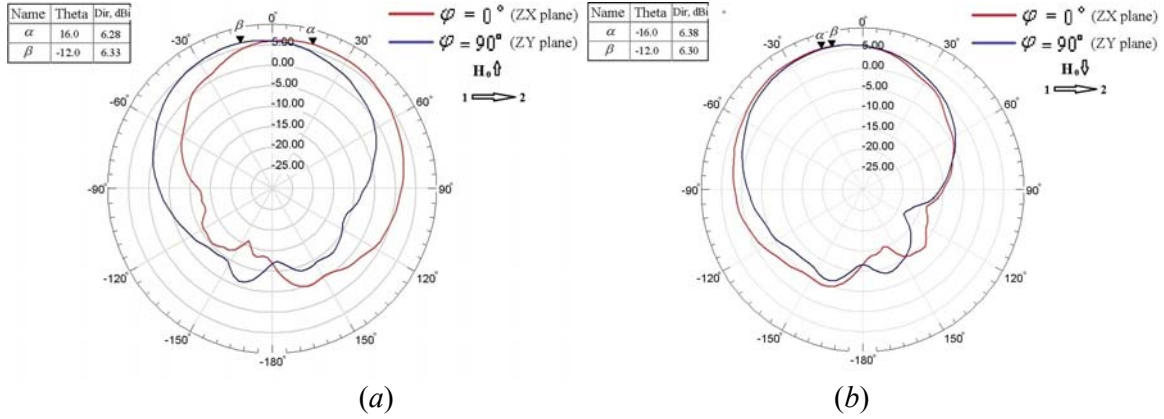 Name Theta Dir, dBi
α 16.0 6.28
β -12.0 6.33
φ = 0° (ZX plane)
φ = 90° (ZY plane)
H₀⇧
1 ⇨ 2
0°
β α
-30° 30°
-60° 60°
-90° 90°
-120° 120°
-150° 150°
-180°
5.00
0.00
-5.00
-10.00
-15.00
-20.00
-25.00
(a)
Name Theta Dir, dBi
α -16.0 6.38
β -12.0 6.30
φ = 0° (ZX plane)
φ = 90° (ZY plane)
H₀⇩
1 ⇨ 2
0°
α β
-30° 30°
-60° 60°
-90° 90°
-120° 120°
-150° 150°
-180°
5.00
0.00
-5.00
-10.00
-15.00
-20.00
-25.00
(b)